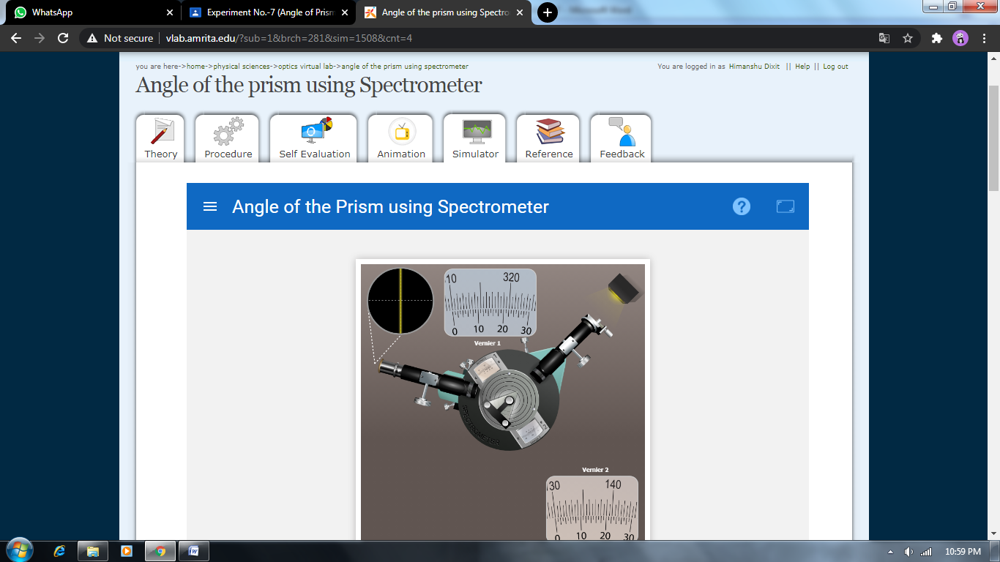 WhatsApp
Experiment No.-7 (Angle of Prism
Angle of the prism using Spectro
Not secure
vlab.amrita.edu/?sub=1&brch=281&sim=1508&cnt=4
you are here->home->physical sciences->optics virtual lab->angle of the prism using spectrometer
You are logged in as Himanshu Dixit || Help || Log out
Angle of the prism using Spectrometer
Theory
Procedure
Self Evaluation
Animation
Simulator
Reference
Feedback
Angle of the Prism using Spectrometer
?
10 320
0 10 20 30
Vernier 1
SPECTROMETER
Vernier 2
30 140
0 10 20 30
10:59 PM